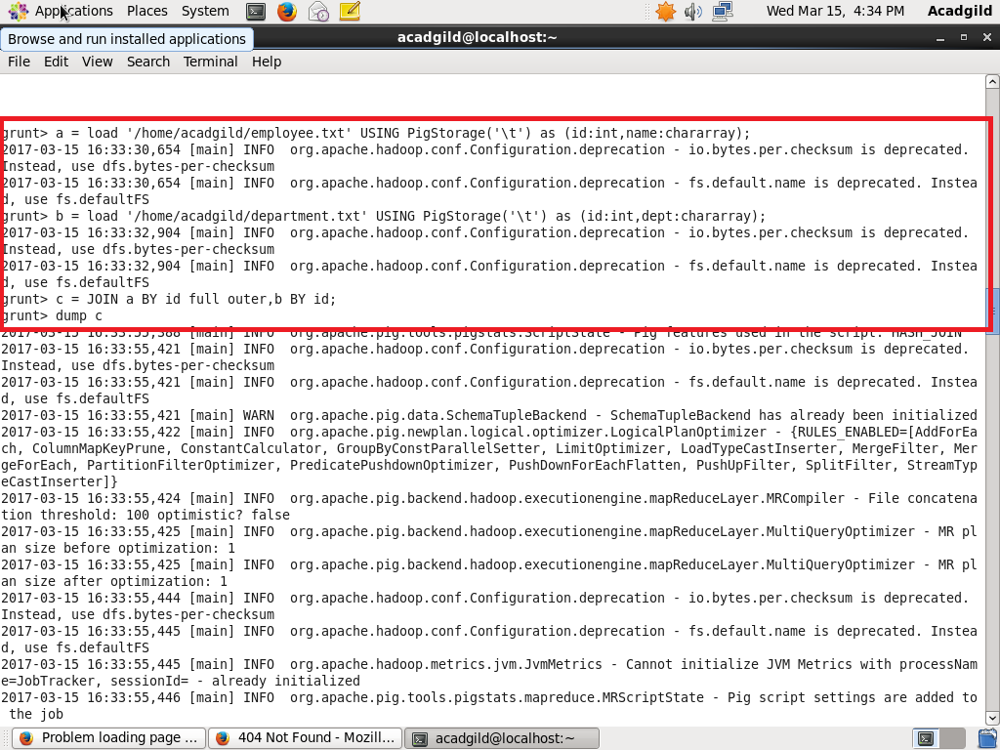 Applications Places System Wed Mar 15, 4:34 PM Acadgild
Browse and run installed applications
acadgild@localhost:~
File Edit View Search Terminal Help
grunt> a = load '/home/acadgild/employee.txt' USING PigStorage('\t') as (id:int,name:chararray);
2017-03-15 16:33:30,654 [main] INFO  org.apache.hadoop.conf.Configuration.deprecation - io.bytes.per.checksum is deprecated.
Instead, use dfs.bytes-per-checksum
2017-03-15 16:33:30,654 [main] INFO  org.apache.hadoop.conf.Configuration.deprecation - fs.default.name is deprecated. Instea
d, use fs.defaultFS
grunt> b = load '/home/acadgild/department.txt' USING PigStorage('\t') as (id:int,dept:chararray);
2017-03-15 16:33:32,904 [main] INFO  org.apache.hadoop.conf.Configuration.deprecation - io.bytes.per.checksum is deprecated.
Instead, use dfs.bytes-per-checksum
2017-03-15 16:33:32,904 [main] INFO  org.apache.hadoop.conf.Configuration.deprecation - fs.default.name is deprecated. Instea
d, use fs.defaultFS
grunt> c = JOIN a BY id full outer,b BY id;
grunt> dump c
[main] INFO  org.apache.pig.tools.pigstats.ScriptState - Pig features used in the script: HASH_JOIN
2017-03-15 16:33:55,421 [main] INFO  org.apache.hadoop.conf.Configuration.deprecation - io.bytes.per.checksum is deprecated.
Instead, use dfs.bytes-per-checksum
2017-03-15 16:33:55,421 [main] INFO  org.apache.hadoop.conf.Configuration.deprecation - fs.default.name is deprecated. Instea
d, use fs.defaultFS
2017-03-15 16:33:55,421 [main] WARN  org.apache.pig.data.SchemaTupleBackend - SchemaTupleBackend has already been initialized
2017-03-15 16:33:55,422 [main] INFO  org.apache.pig.newplan.logical.optimizer.LogicalPlanOptimizer - {RULES_ENABLED=[AddForEa
ch, ColumnMapKeyPrune, ConstantCalculator, GroupByConstParallelSetter, LimitOptimizer, LoadTypeCastInserter, MergeFilter, Mer
geForEach, PartitionFilterOptimizer, PredicatePushdownOptimizer, PushDownForEachFlatten, PushUpFilter, SplitFilter, StreamTyp
eCastInserter]}
2017-03-15 16:33:55,424 [main] INFO  org.apache.pig.backend.hadoop.executionengine.mapReduceLayer.MRCompiler - File concatena
tion threshold: 100 optimistic? false
2017-03-15 16:33:55,425 [main] INFO  org.apache.pig.backend.hadoop.executionengine.mapReduceLayer.MultiQueryOptimizer - MR pl
an size before optimization: 1
2017-03-15 16:33:55,425 [main] INFO  org.apache.pig.backend.hadoop.executionengine.mapReduceLayer.MultiQueryOptimizer - MR pl
an size after optimization: 1
2017-03-15 16:33:55,444 [main] INFO  org.apache.hadoop.conf.Configuration.deprecation - io.bytes.per.checksum is deprecated.
Instead, use dfs.bytes-per-checksum
2017-03-15 16:33:55,445 [main] INFO  org.apache.hadoop.conf.Configuration.deprecation - fs.default.name is deprecated. Instea
d, use fs.defaultFS
2017-03-15 16:33:55,445 [main] INFO  org.apache.hadoop.metrics.jvm.JvmMetrics - Cannot initialize JVM Metrics with processNam
e=JobTracker, sessionId= - already initialized
2017-03-15 16:33:55,446 [main] INFO  org.apache.pig.tools.pigstats.mapreduce.MRScriptState - Pig script settings are added to
 the job
Problem loading page ... 404 Not Found - Mozill... acadgild@localhost:~